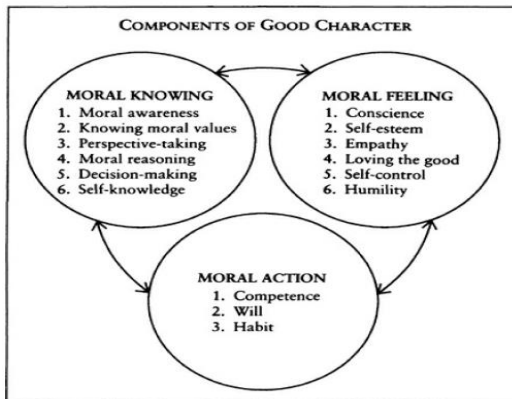 COMPONENTS OF GOOD CHARACTER
MORAL KNOWING
1. Moral awareness
2. Knowing moral values
3. Perspective-taking
4. Moral reasoning
5. Decision-making
6. Self-knowledge
MORAL FEELING
1. Conscience
2. Self-esteem
3. Empathy
4. Loving the good
5. Self-control
6. Humility
MORAL ACTION
1. Competence
2. Will
3. Habit